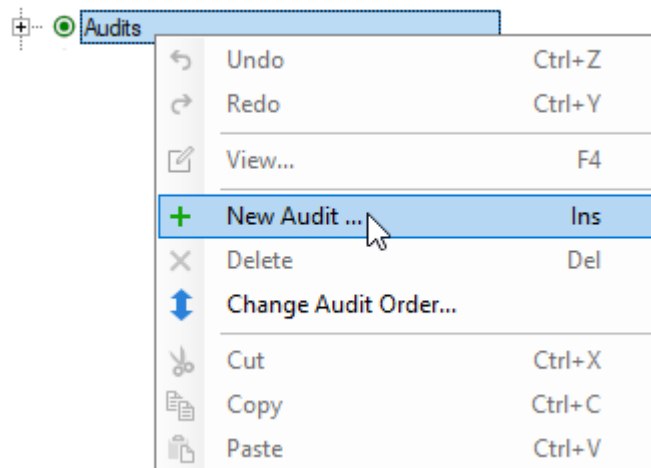 Audits
Undo Ctrl+Z
Redo Ctrl+Y
View... F4
New Audit ... Ins
Delete Del
Change Audit Order...
Cut Ctrl+X
Copy Ctrl+C
Paste Ctrl+V